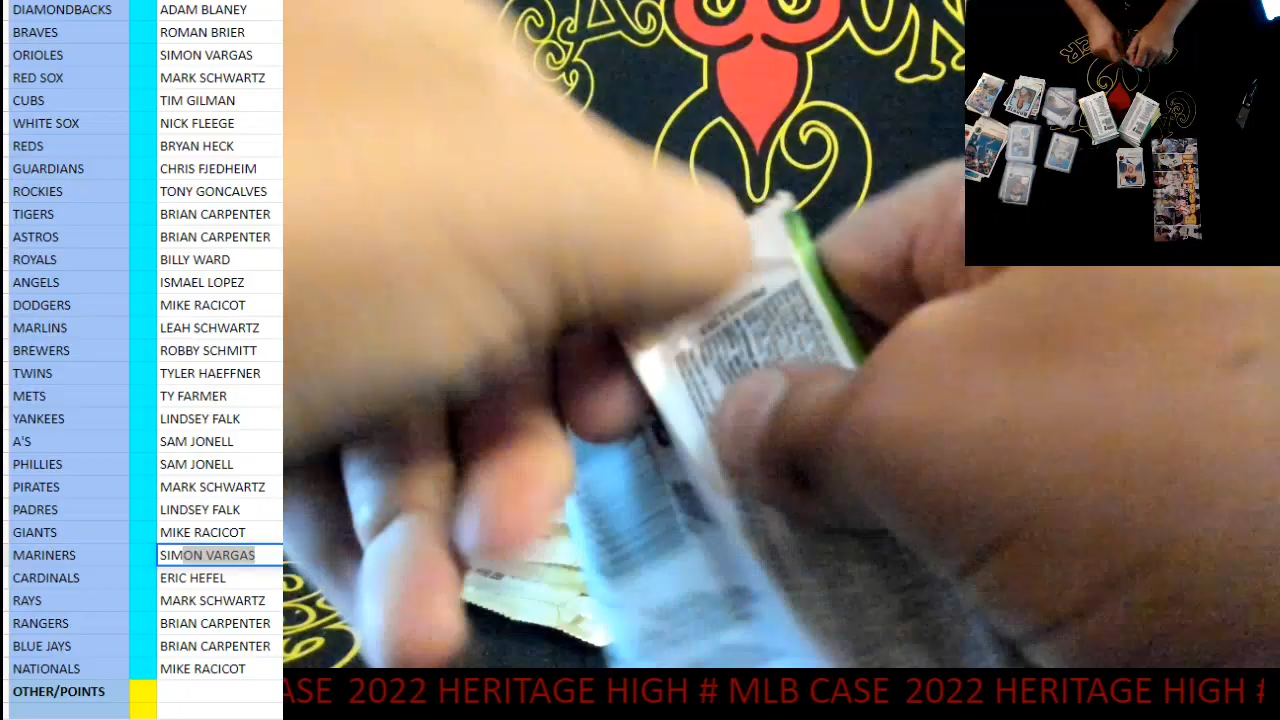 DIAMONDBACKS ADAM BLANEY
BRAVES ROMAN BRIER
ORIOLES SIMON VARGAS
RED SOX MARK SCHWARTZ
CUBS TIM GILMAN
WHITE SOX NICK FLEEGE
REDS BRYAN HECK
GUARDIANS CHRIS FJEDHEIM
ROCKIES TONY GONCALVES
TIGERS BRIAN CARPENTER
ASTROS BRIAN CARPENTER
ROYALS BILLY WARD
ANGELS ISMAEL LOPEZ
DODGERS MIKE RACICOT
MARLINS LEAH SCHWARTZ
BREWERS ROBBY SCHMITT
TWINS TYLER HAEFFNER
METS TY FARMER
YANKEES LINDSEY FALK
A'S SAM JONELL
PHILLIES SAM JONELL
PIRATES MARK SCHWARTZ
PADRES LINDSEY FALK
GIANTS MIKE RACICOT
MARINERS SIMON VARGAS
CARDINALS ERIC HEFEL
RAYS MARK SCHWARTZ
RANGERS BRIAN CARPENTER
BLUE JAYS BRIAN CARPENTER
NATIONALS MIKE RACICOT
OTHER/POINTS
CASE 2022 HERITAGE HIGH # MLB CASE 2022 HERITAGE HIGH #